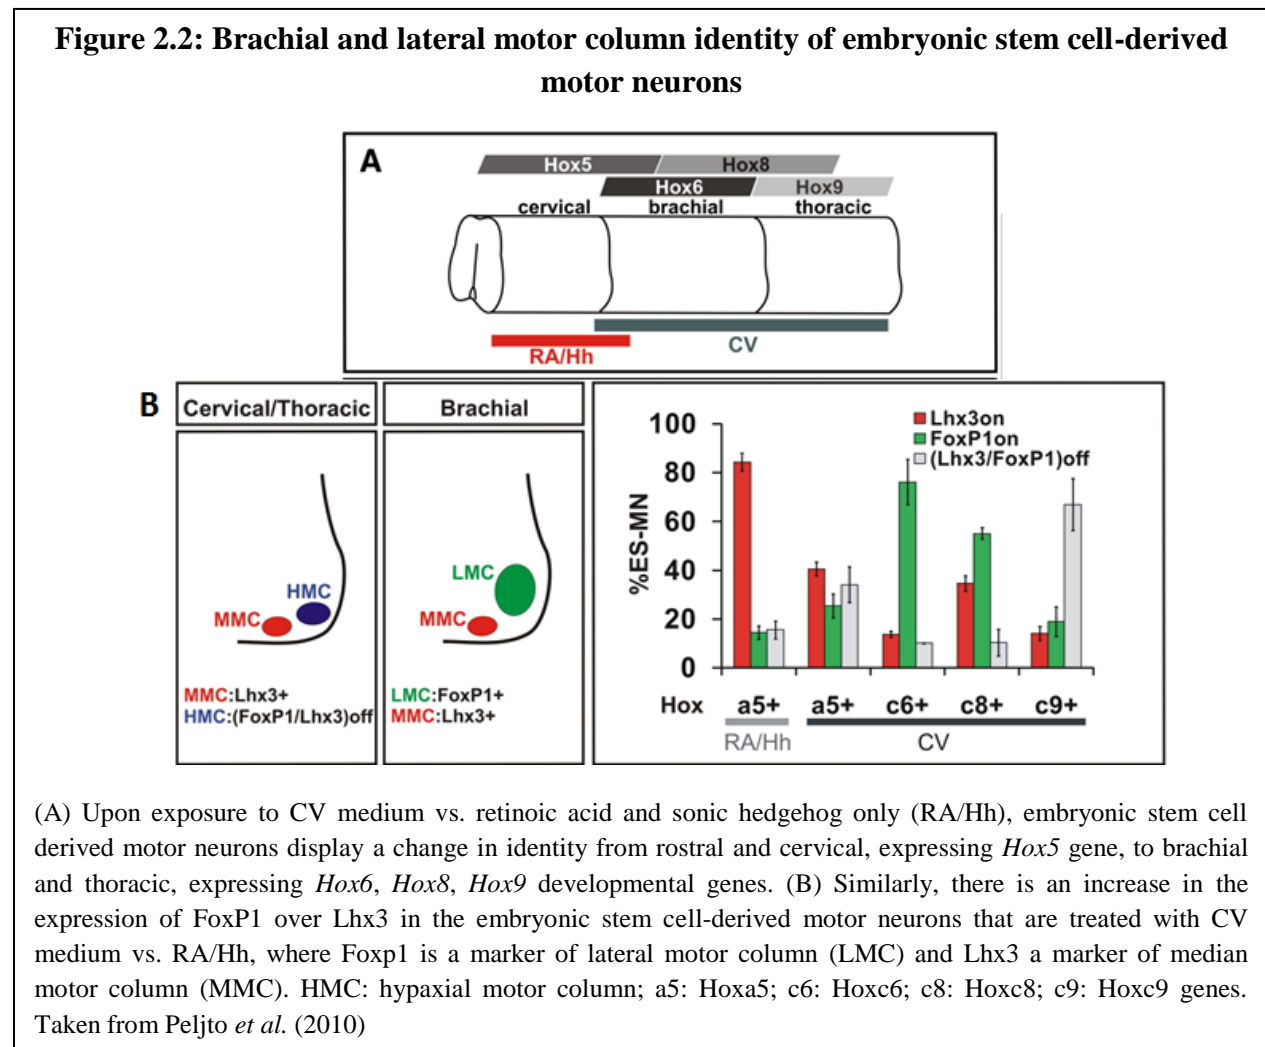 Figure 2.2: Brachial and lateral motor column identity of embryonic stem cell-derived
motor neurons
A
Hox5 Hox8
Hox6 Hox9
cervical brachial thoracic
RA/Hh CV
B
Cervical/Thoracic
MMC HMC
MMC:Lhx3+
HMC:(FoxP1/Lhx3)off
Brachial
LMC
MMC
LMC:FoxP1+
MMC:Lhx3+
Lhx3on
FoxP1on
(Lhx3/FoxP1)off
%ES-MN
100
80
60
40
20
0
Hox a5+ a5+ c6+ c8+ c9+
RA/Hh CV
(A) Upon exposure to CV medium vs. retinoic acid and sonic hedgehog only (RA/Hh), embryonic stem cell
derived motor neurons display a change in identity from rostral and cervical, expressing Hox5 gene, to brachial
and thoracic, expressing Hox6, Hox8, Hox9 developmental genes. (B) Similarly, there is an increase in the
expression of FoxP1 over Lhx3 in the embryonic stem cell-derived motor neurons that are treated with CV
medium vs. RA/Hh, where Foxp1 is a marker of lateral motor column (LMC) and Lhx3 a marker of median
motor column (MMC). HMC: hypaxial motor column; a5: Hoxa5; c6: Hoxc6; c8: Hoxc8; c9: Hoxc9 genes.
Taken from Peljto et al. (2010)